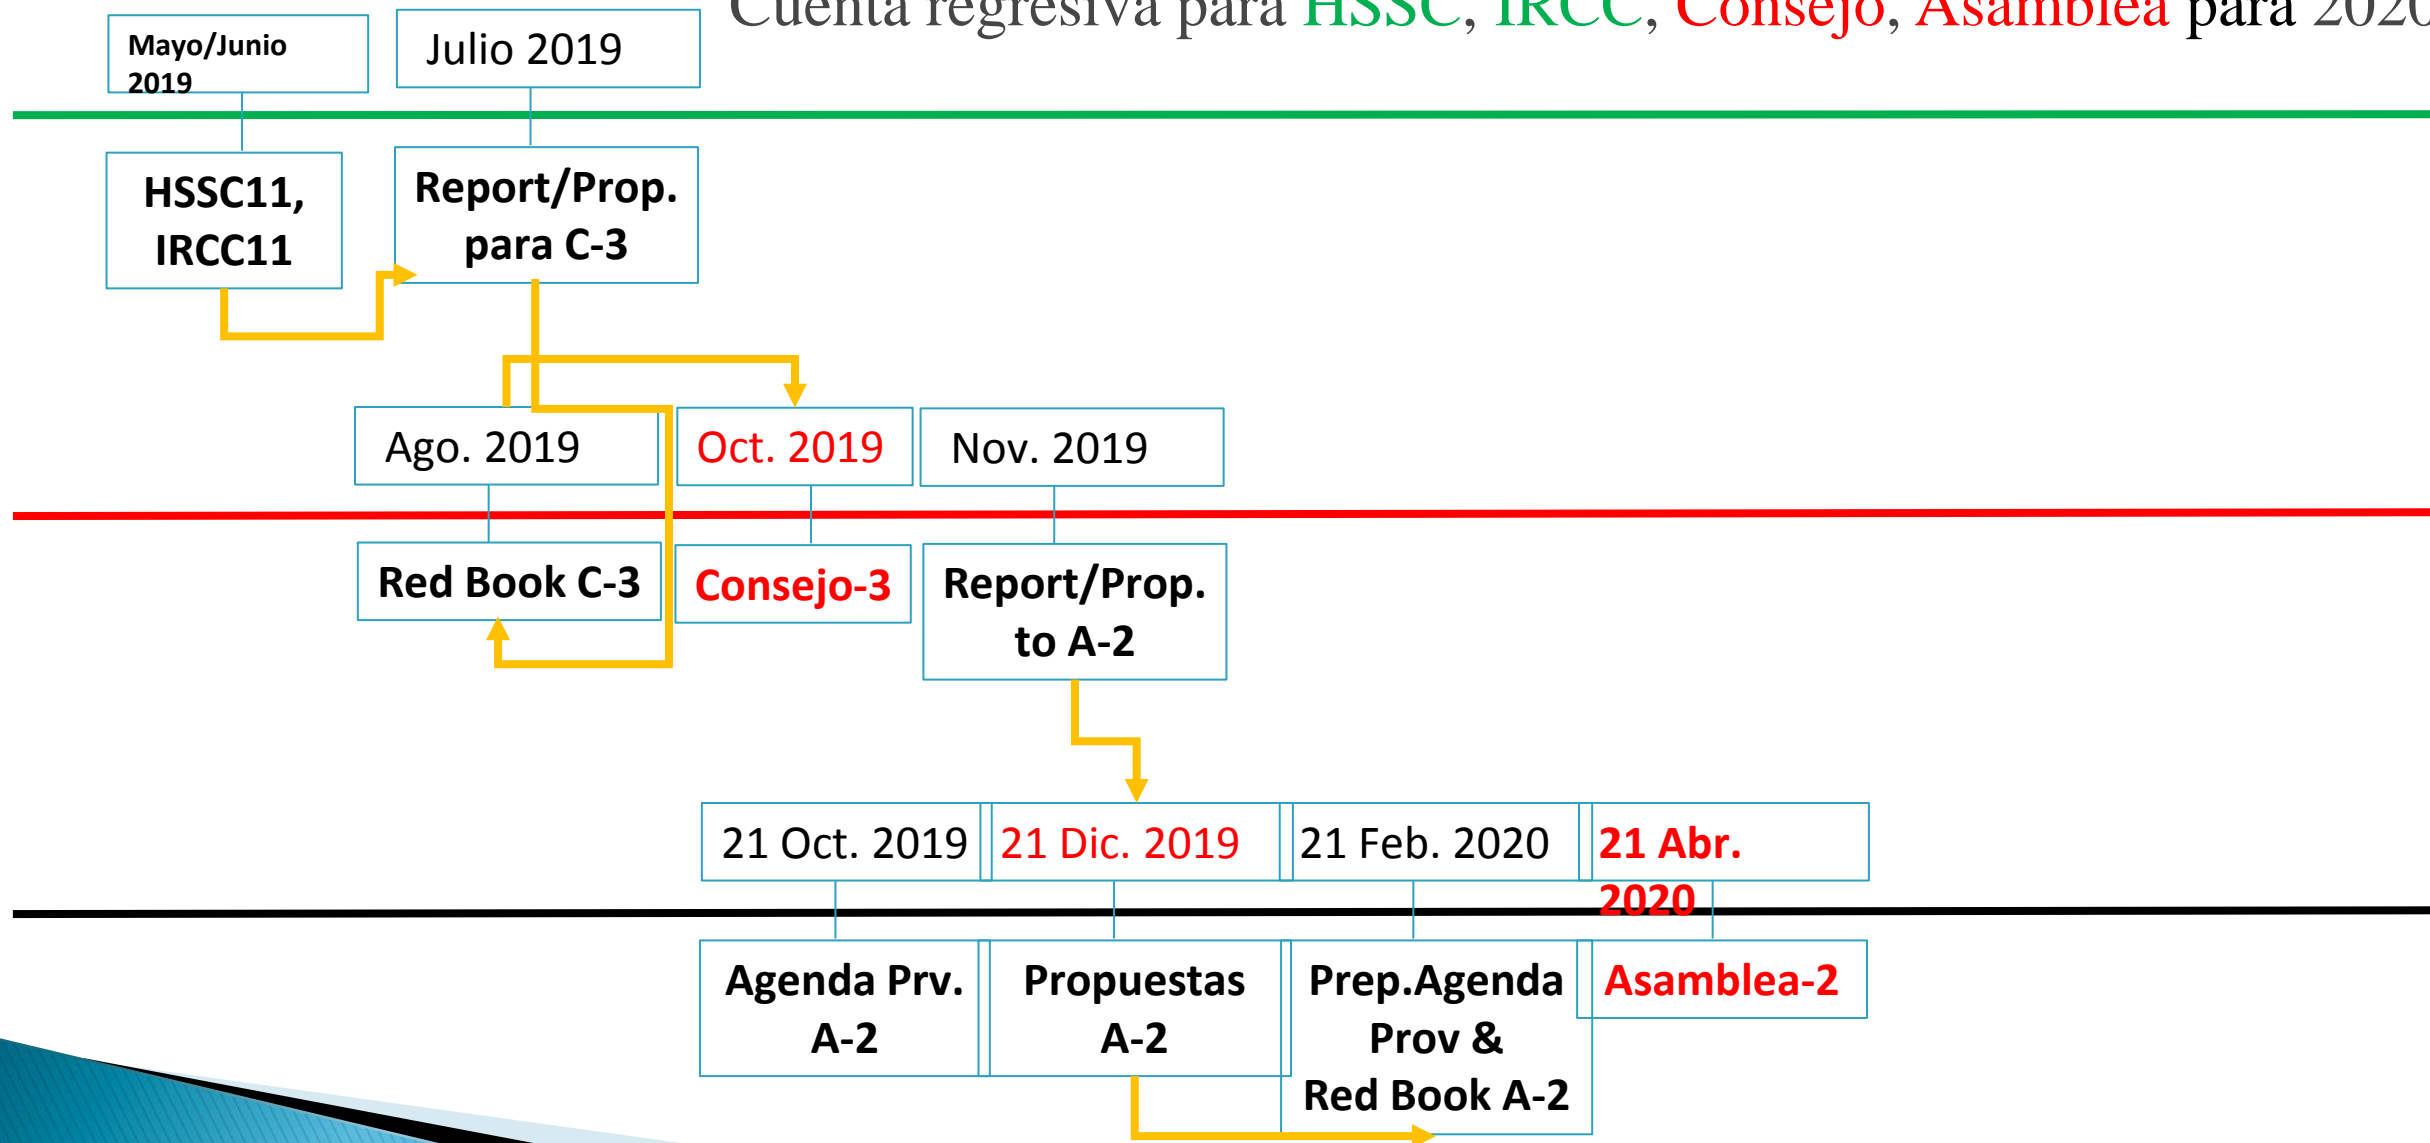 Cuenta regresiva para HSSC, IRCC, Consejo, Asamblea para 2020
Mayo/Junio
2019
Julio 2019
HSSC11,
IRCC11
Report/Prop.
para C-3
Ago. 2019
Oct. 2019
Nov. 2019
Red Book C-3
Consejo-3
Report/Prop.
to A-2
21 Oct. 2019
21 Dic. 2019
21 Feb. 2020
21 Abr.
2020
Agenda Prv.
A-2
Propuestas
A-2
Prep.Agenda
Prov &
Red Book A-2
Asamblea-2